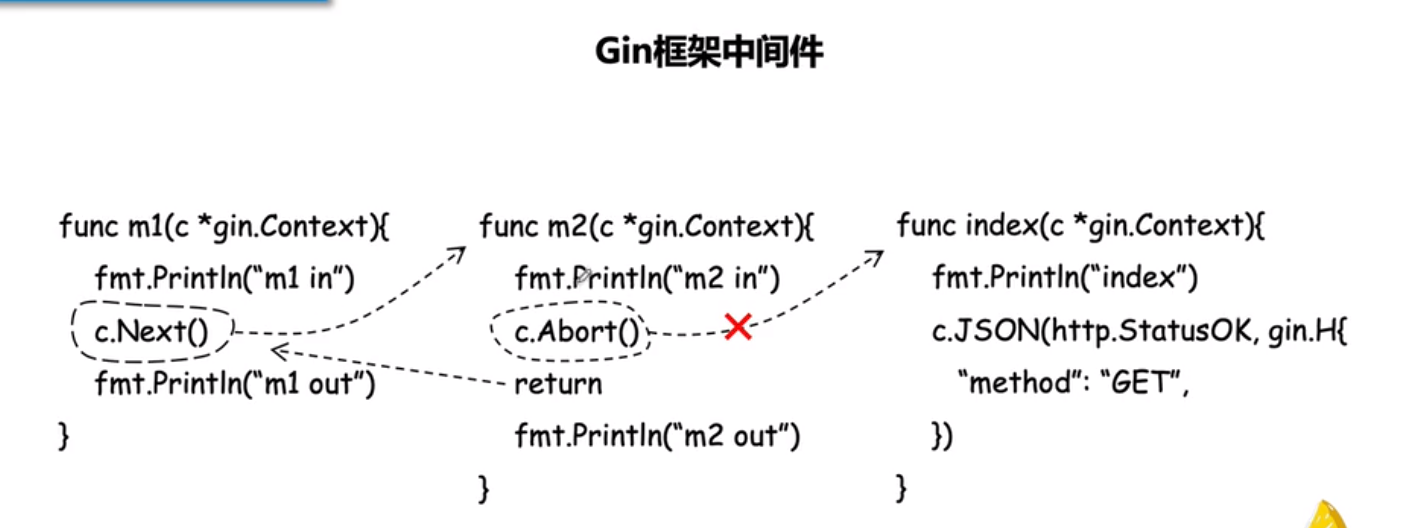 Gin框架中间件
func m1(c *gin.Context){
fmt.Println(“m1 in”)
c.Next()
fmt.Println(“m1 out”)
}
func m2(c *gin.Context){
fmt.Println(“m2 in”)
c.Abort()
return
fmt.Println(“m2 out”)
}
func index(c *gin.Context){
fmt.Println(“index”)
c.JSON(http.StatusOK, gin.H{
“method”: “GET”,
})
}